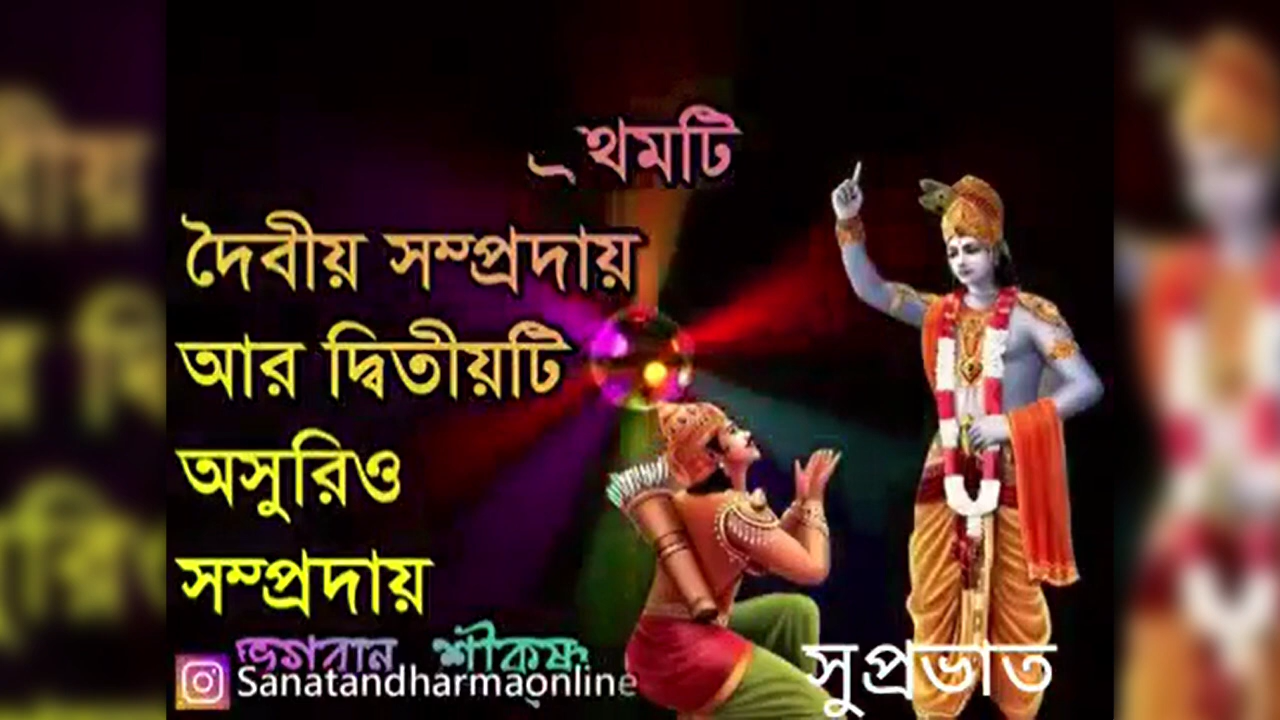 থমটি
দৈবীয় সম্প্রদায়
আর দ্বিতীয়টি
অসুরিও
সম্প্রদায়
ভগবান শ্রীকৃষ্ণ
Sanatandharmaonline
সুপ্রভাত